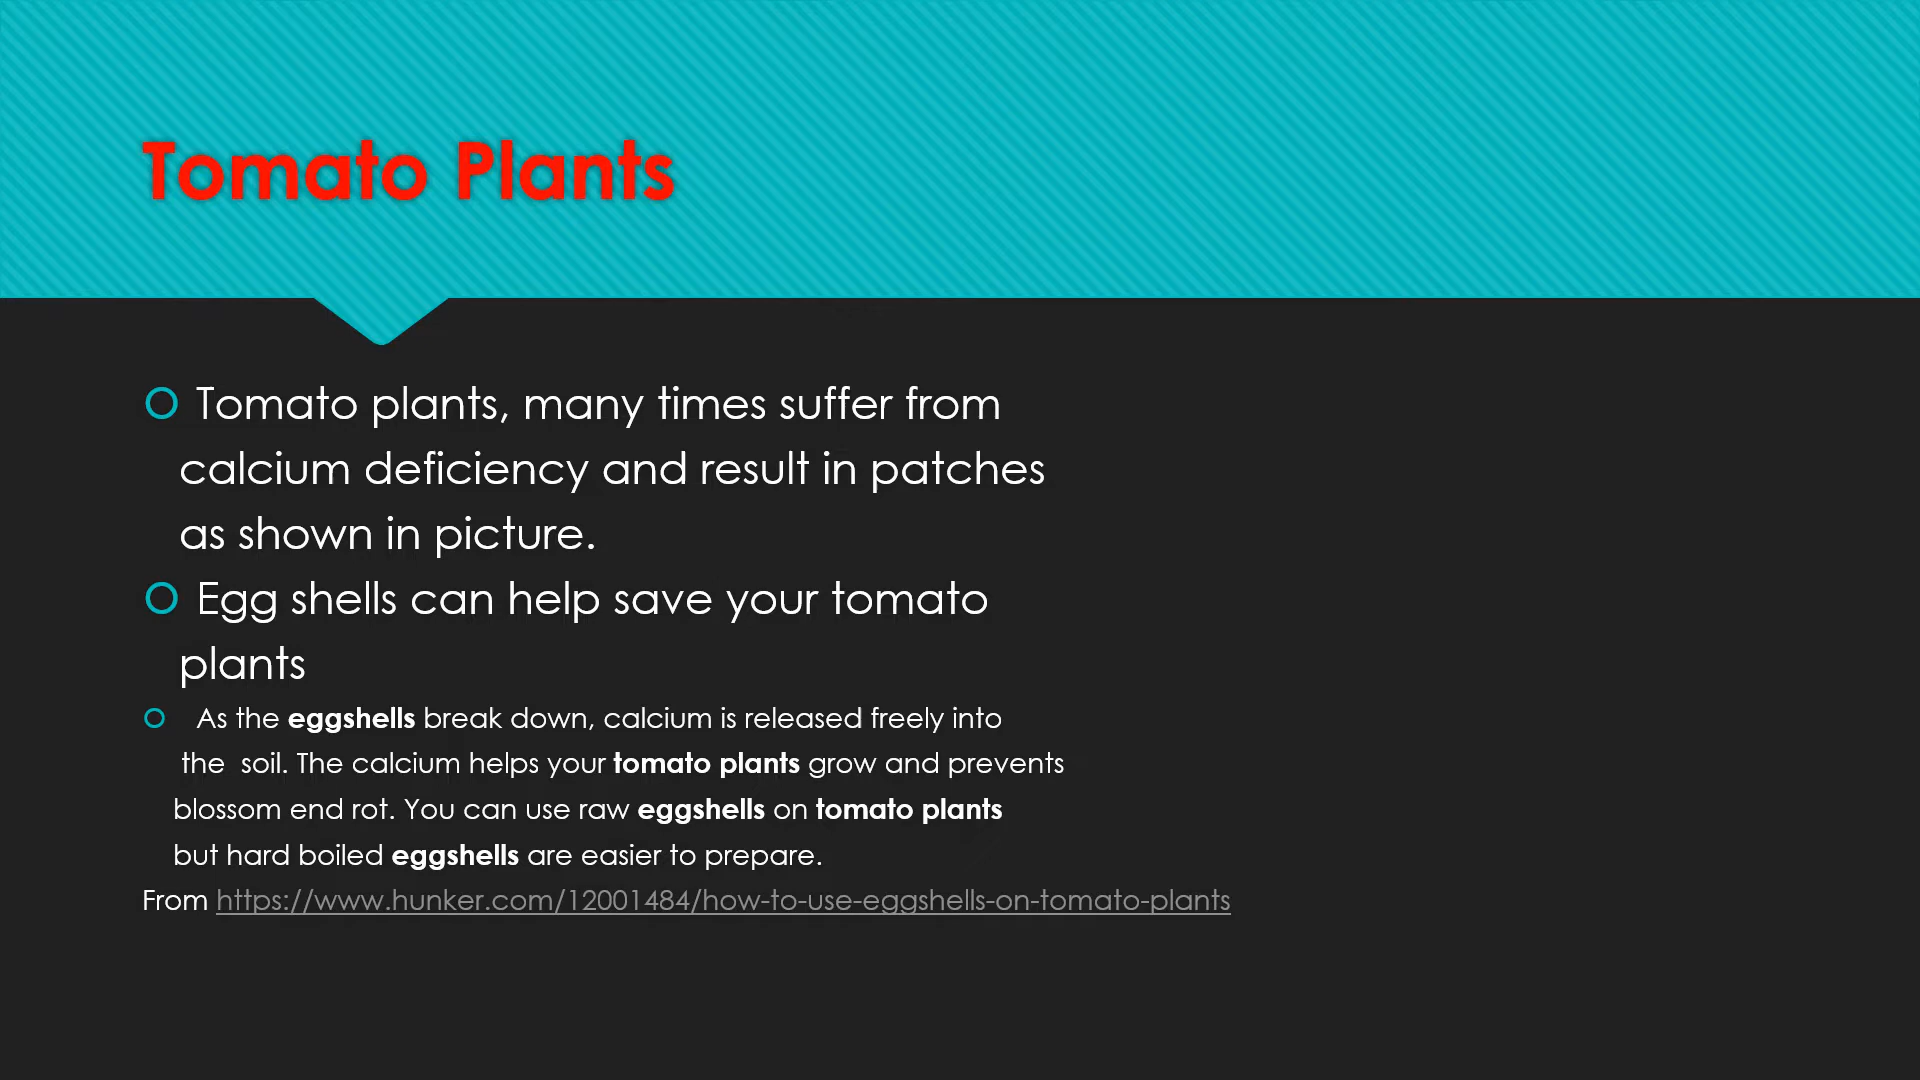 Tomato Plants
Tomato plants, many times suffer from
calcium deficiency and result in patches
as shown in picture.
Egg shells can help save your tomato
plants
As the eggshells break down, calcium is released freely into
the  soil. The calcium helps your tomato plants grow and prevents
blossom end rot. You can use raw eggshells on tomato plants
but hard boiled eggshells are easier to prepare.
From https://www.hunker.com/12001484/how-to-use-eggshells-on-tomato-plants